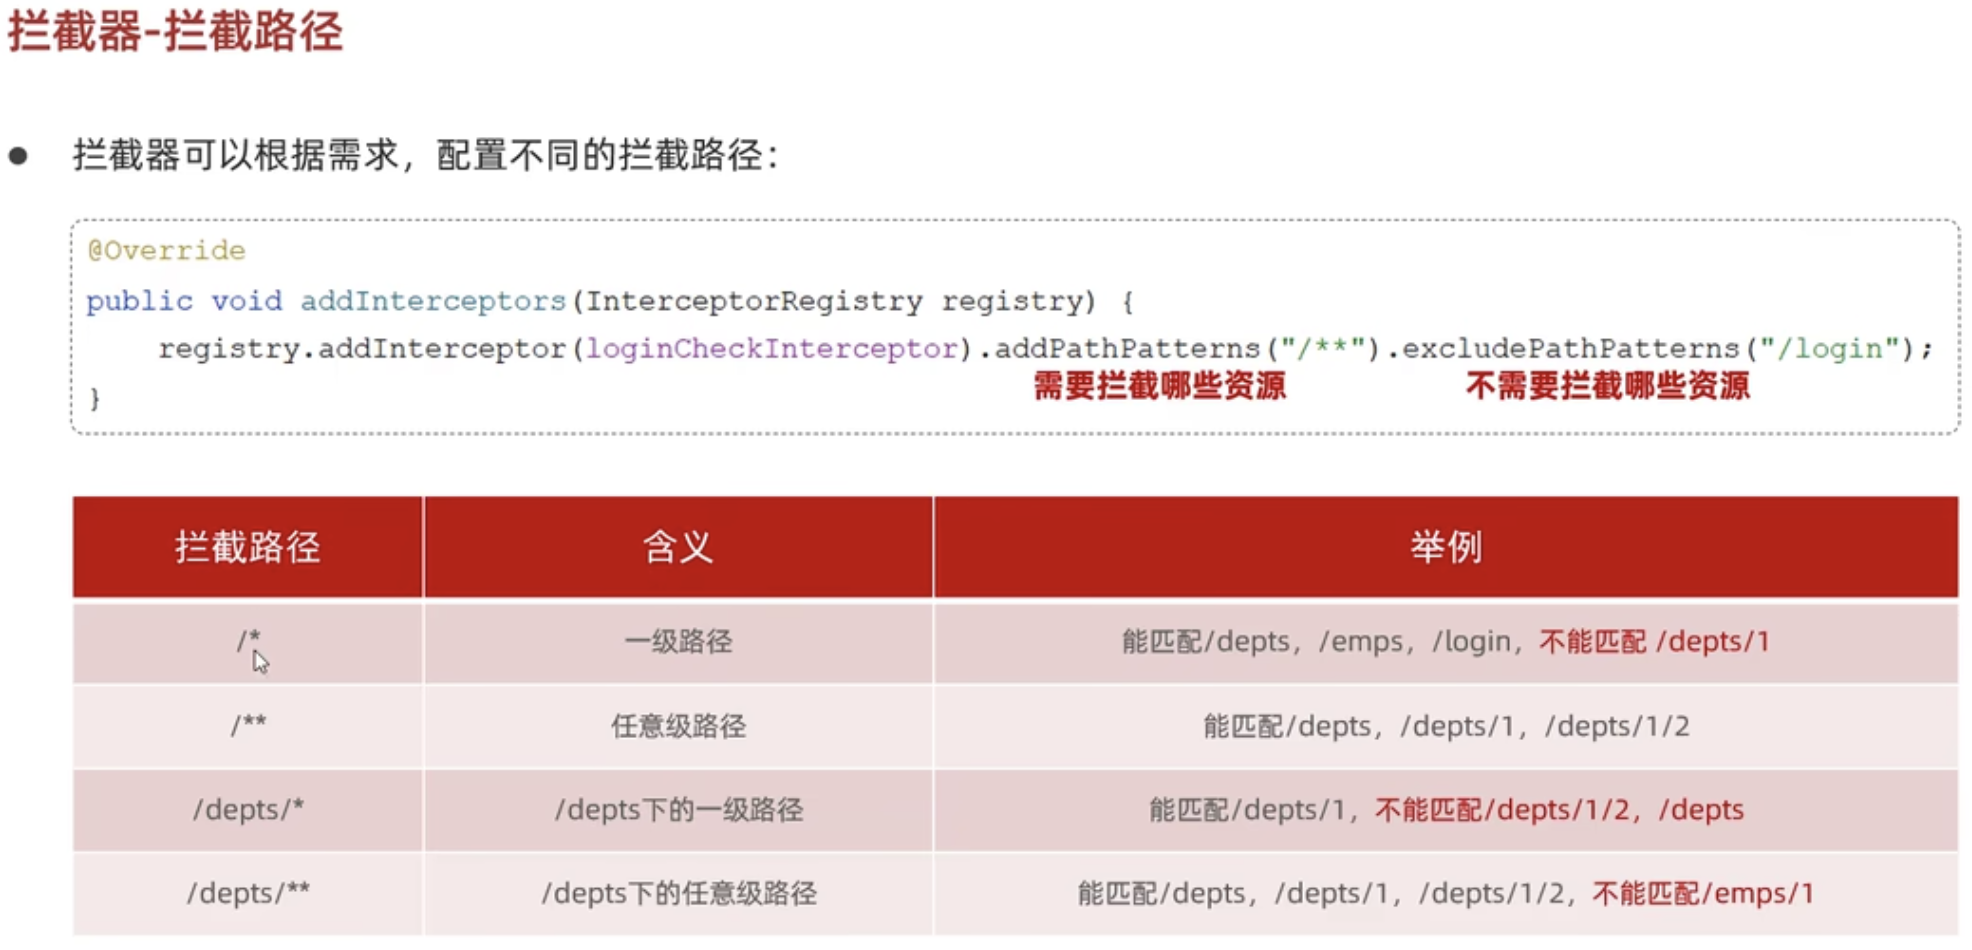 拦截器-拦截路径
● 拦截器可以根据需求，配置不同的拦截路径：
@Override
public void addInterceptors(InterceptorRegistry registry) {
registry.addInterceptor(loginCheckInterceptor).addPathPatterns("/**").excludePathPatterns("/login");
需要拦截哪些资源 不需要拦截哪些资源
}
拦截路径 含义 举例
/* 一级路径 能匹配/depts，/emps，/login，不能匹配 /depts/1
/** 任意级路径 能匹配/depts，/depts/1，/depts/1/2
/depts/* /depts下的一级路径 能匹配/depts/1，不能匹配/depts/1/2，/depts
/depts/** /depts下的任意级路径 能匹配/depts，/depts/1，/depts/1/2，不能匹配/emps/1